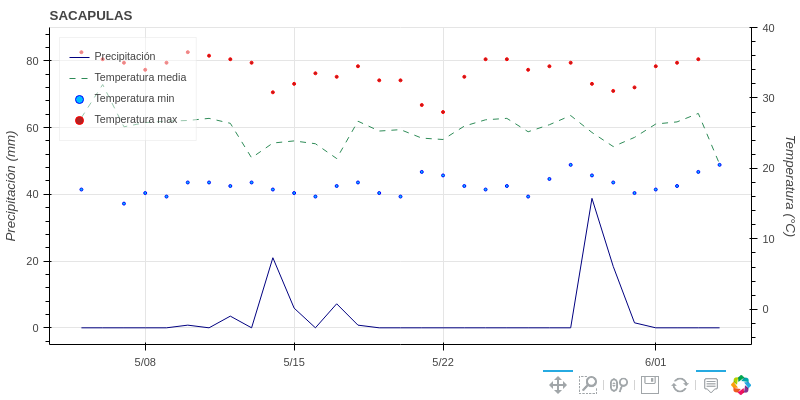 SACAPULAS
Precipitación
Temperatura media
Temperatura min
Temperatura max
Precipitación (mm)
80
60
40
20
0
Temperatura (°C)
40
30
20
10
0
5/08
5/15
5/22
6/01